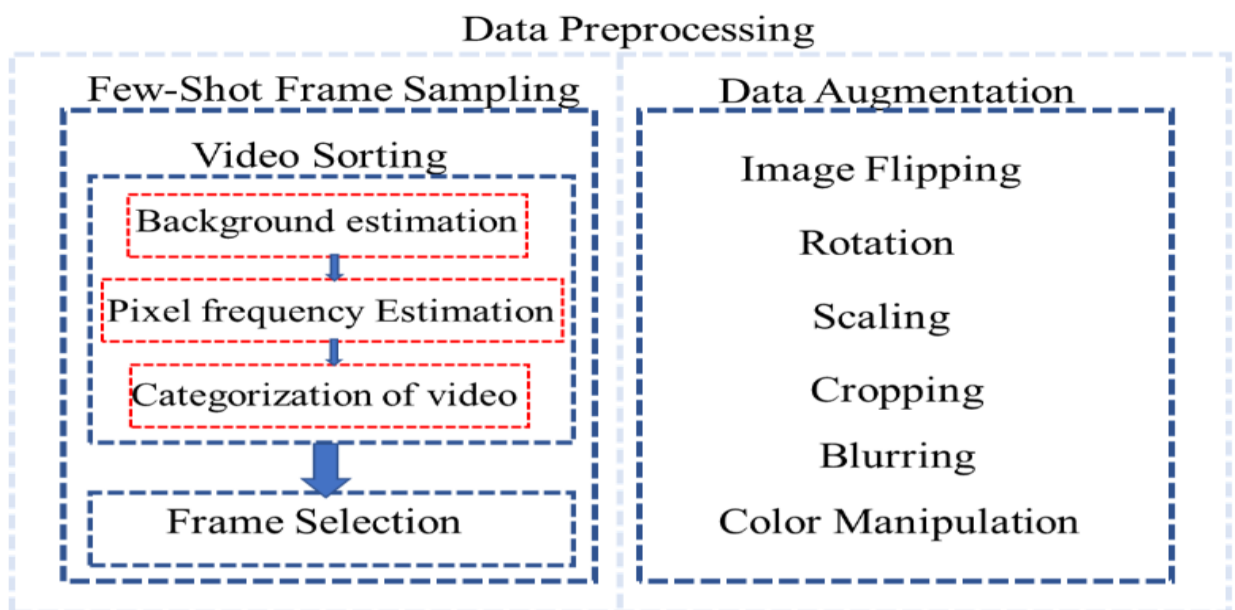 Data Preprocessing
Few-Shot Frame Sampling
Video Sorting
Background estimation
Pixel frequency Estimation
Categorization of video
Frame Selection
Data Augmentation
Image Flipping
Rotation
Scaling
Cropping
Blurring
Color Manipulation